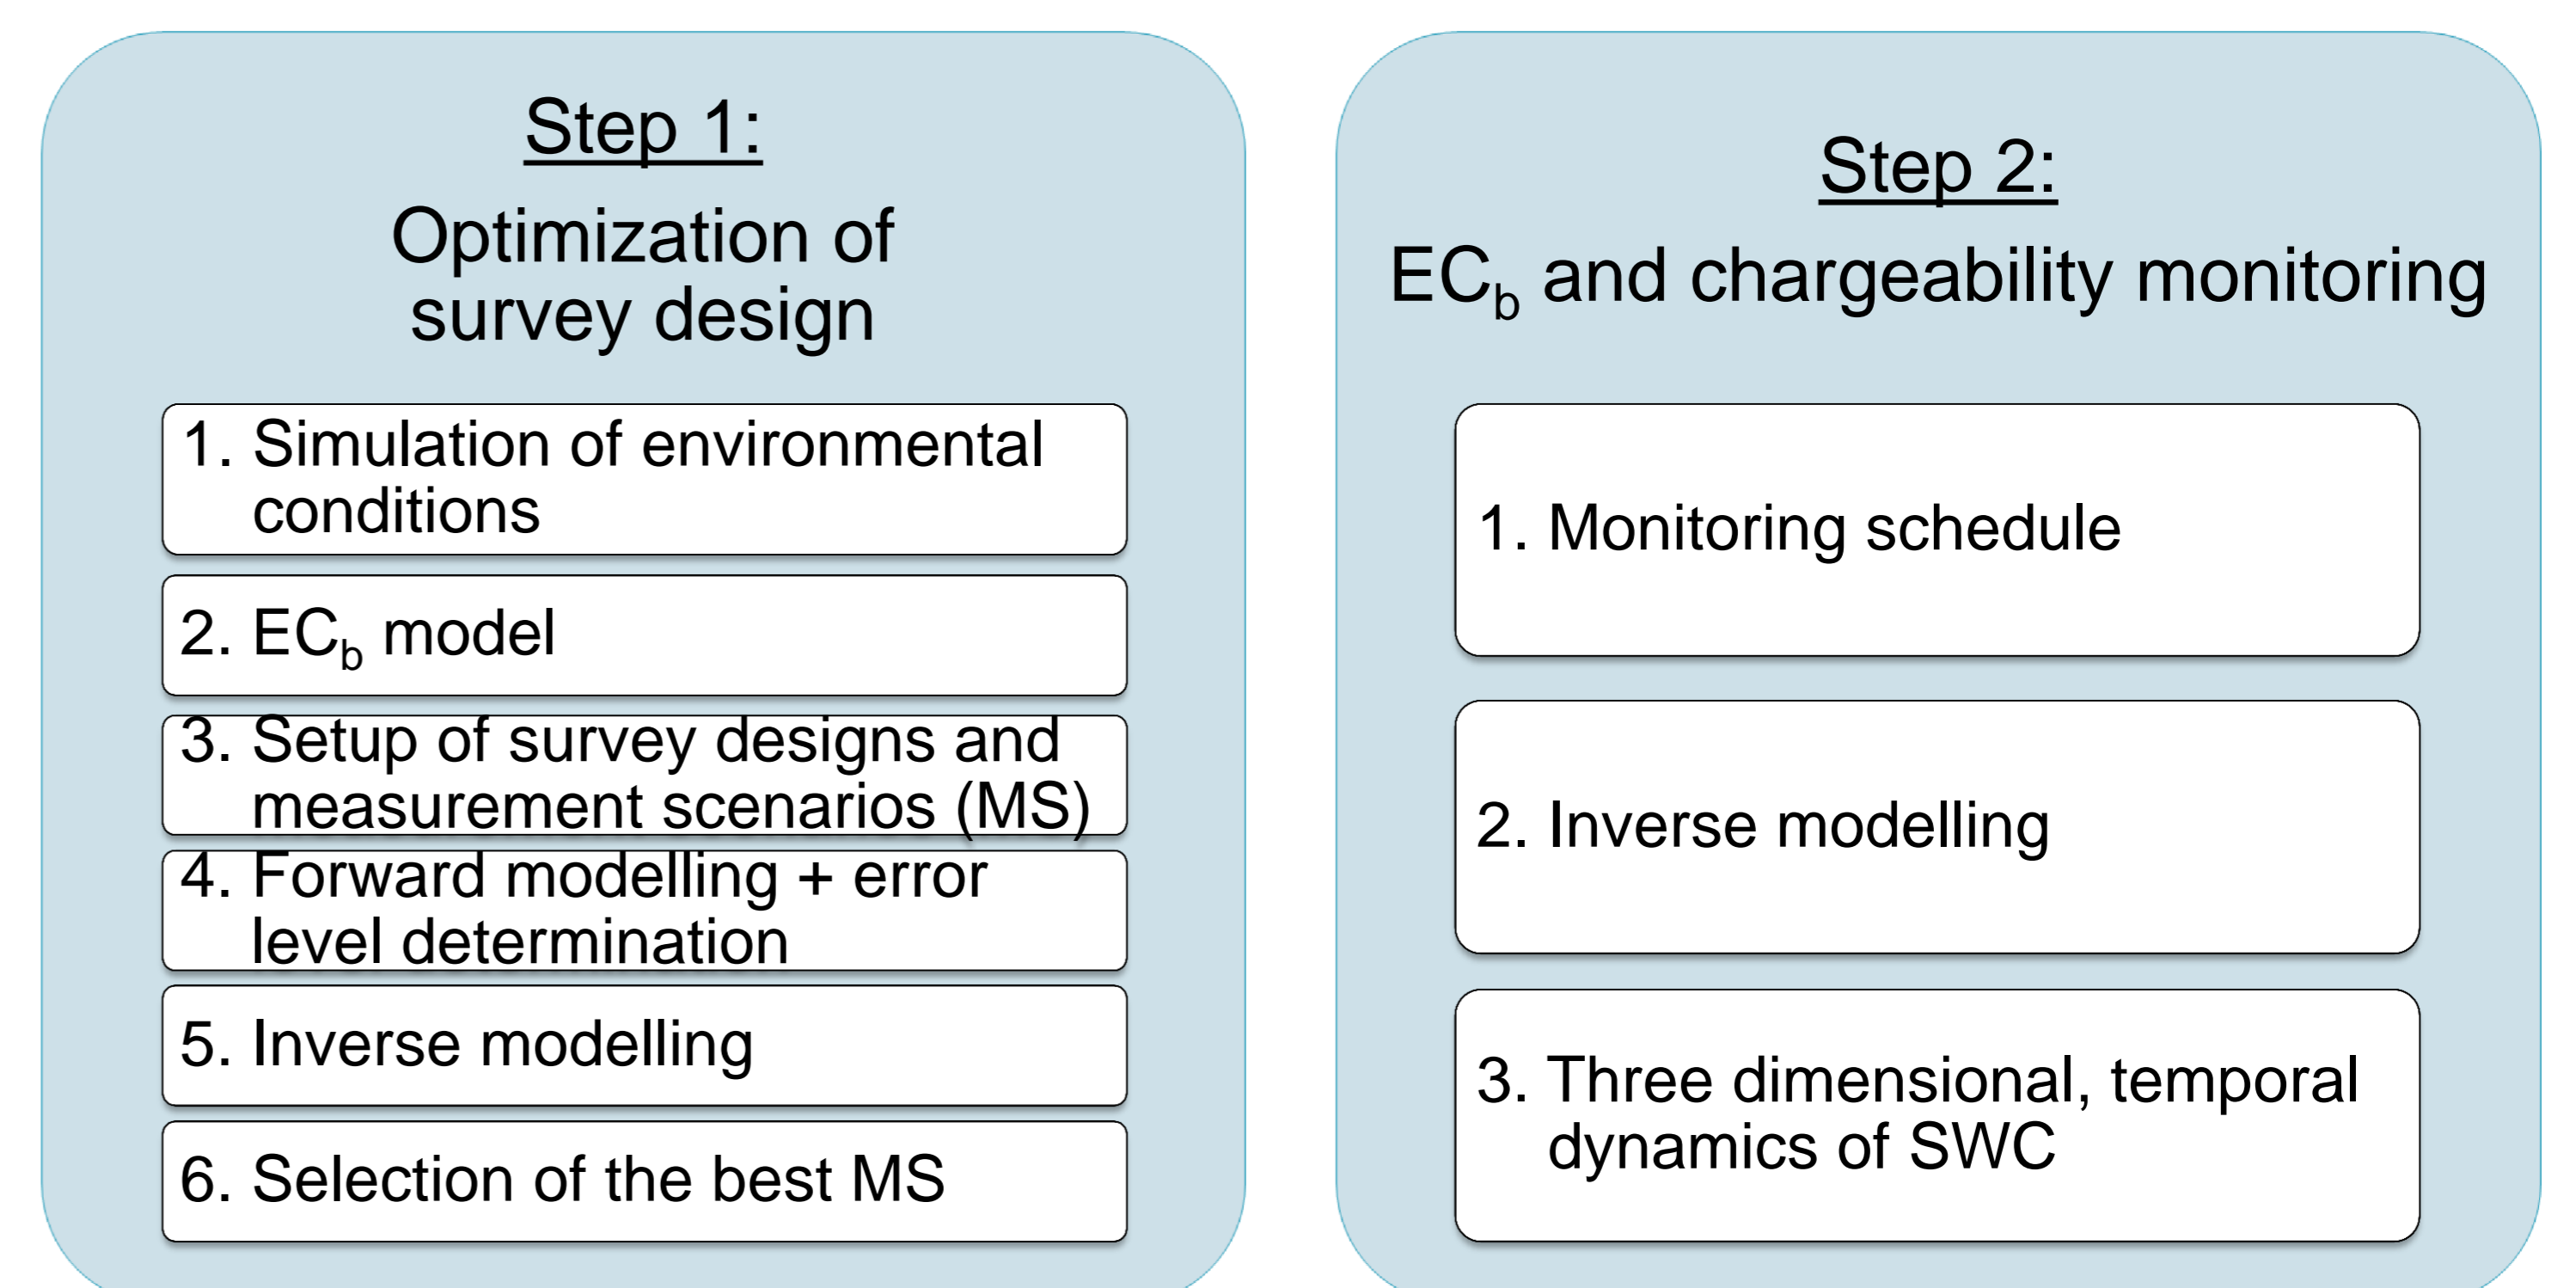 Step 1:
Optimization of
survey design
1. Simulation of environmental
conditions
2. ECb model
3. Setup of survey designs and
measurement scenarios (MS)
4. Forward modelling + error
level determination
5. Inverse modelling
6. Selection of the best MS
Step 2:
ECb and chargeability monitoring
1. Monitoring schedule
2. Inverse modelling
3. Three dimensional, temporal
dynamics of SWC